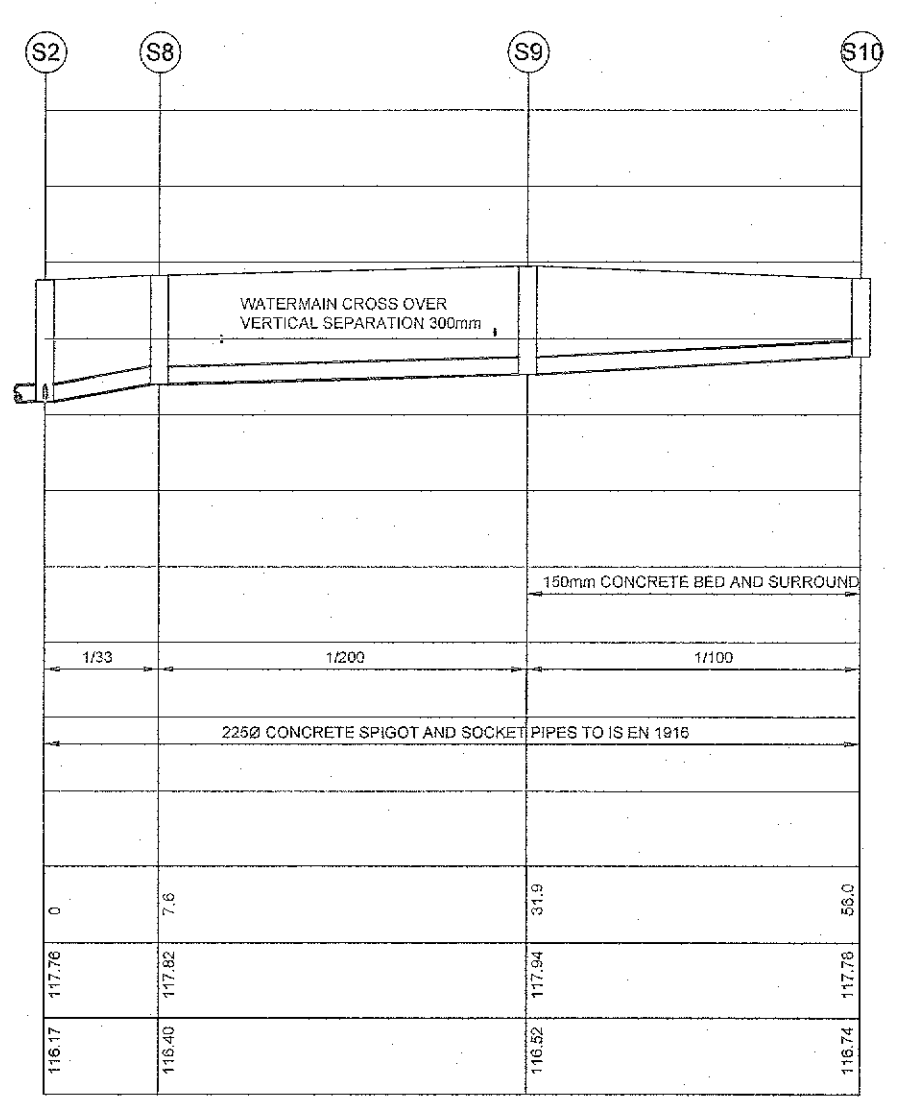 S2 S8 S9 S10
WATERMAIN CROSS OVER
VERTICAL SEPARATION 300mm
150mm CONCRETE BED AND SURROUND
1/33 1/200 1/100
225Ø CONCRETE SPIGOT AND SOCKET PIPES TO IS EN 1916
0 7.6 31.9
117.76 117.82 117.94 117.78
116.17 116.40 116.52 116.74